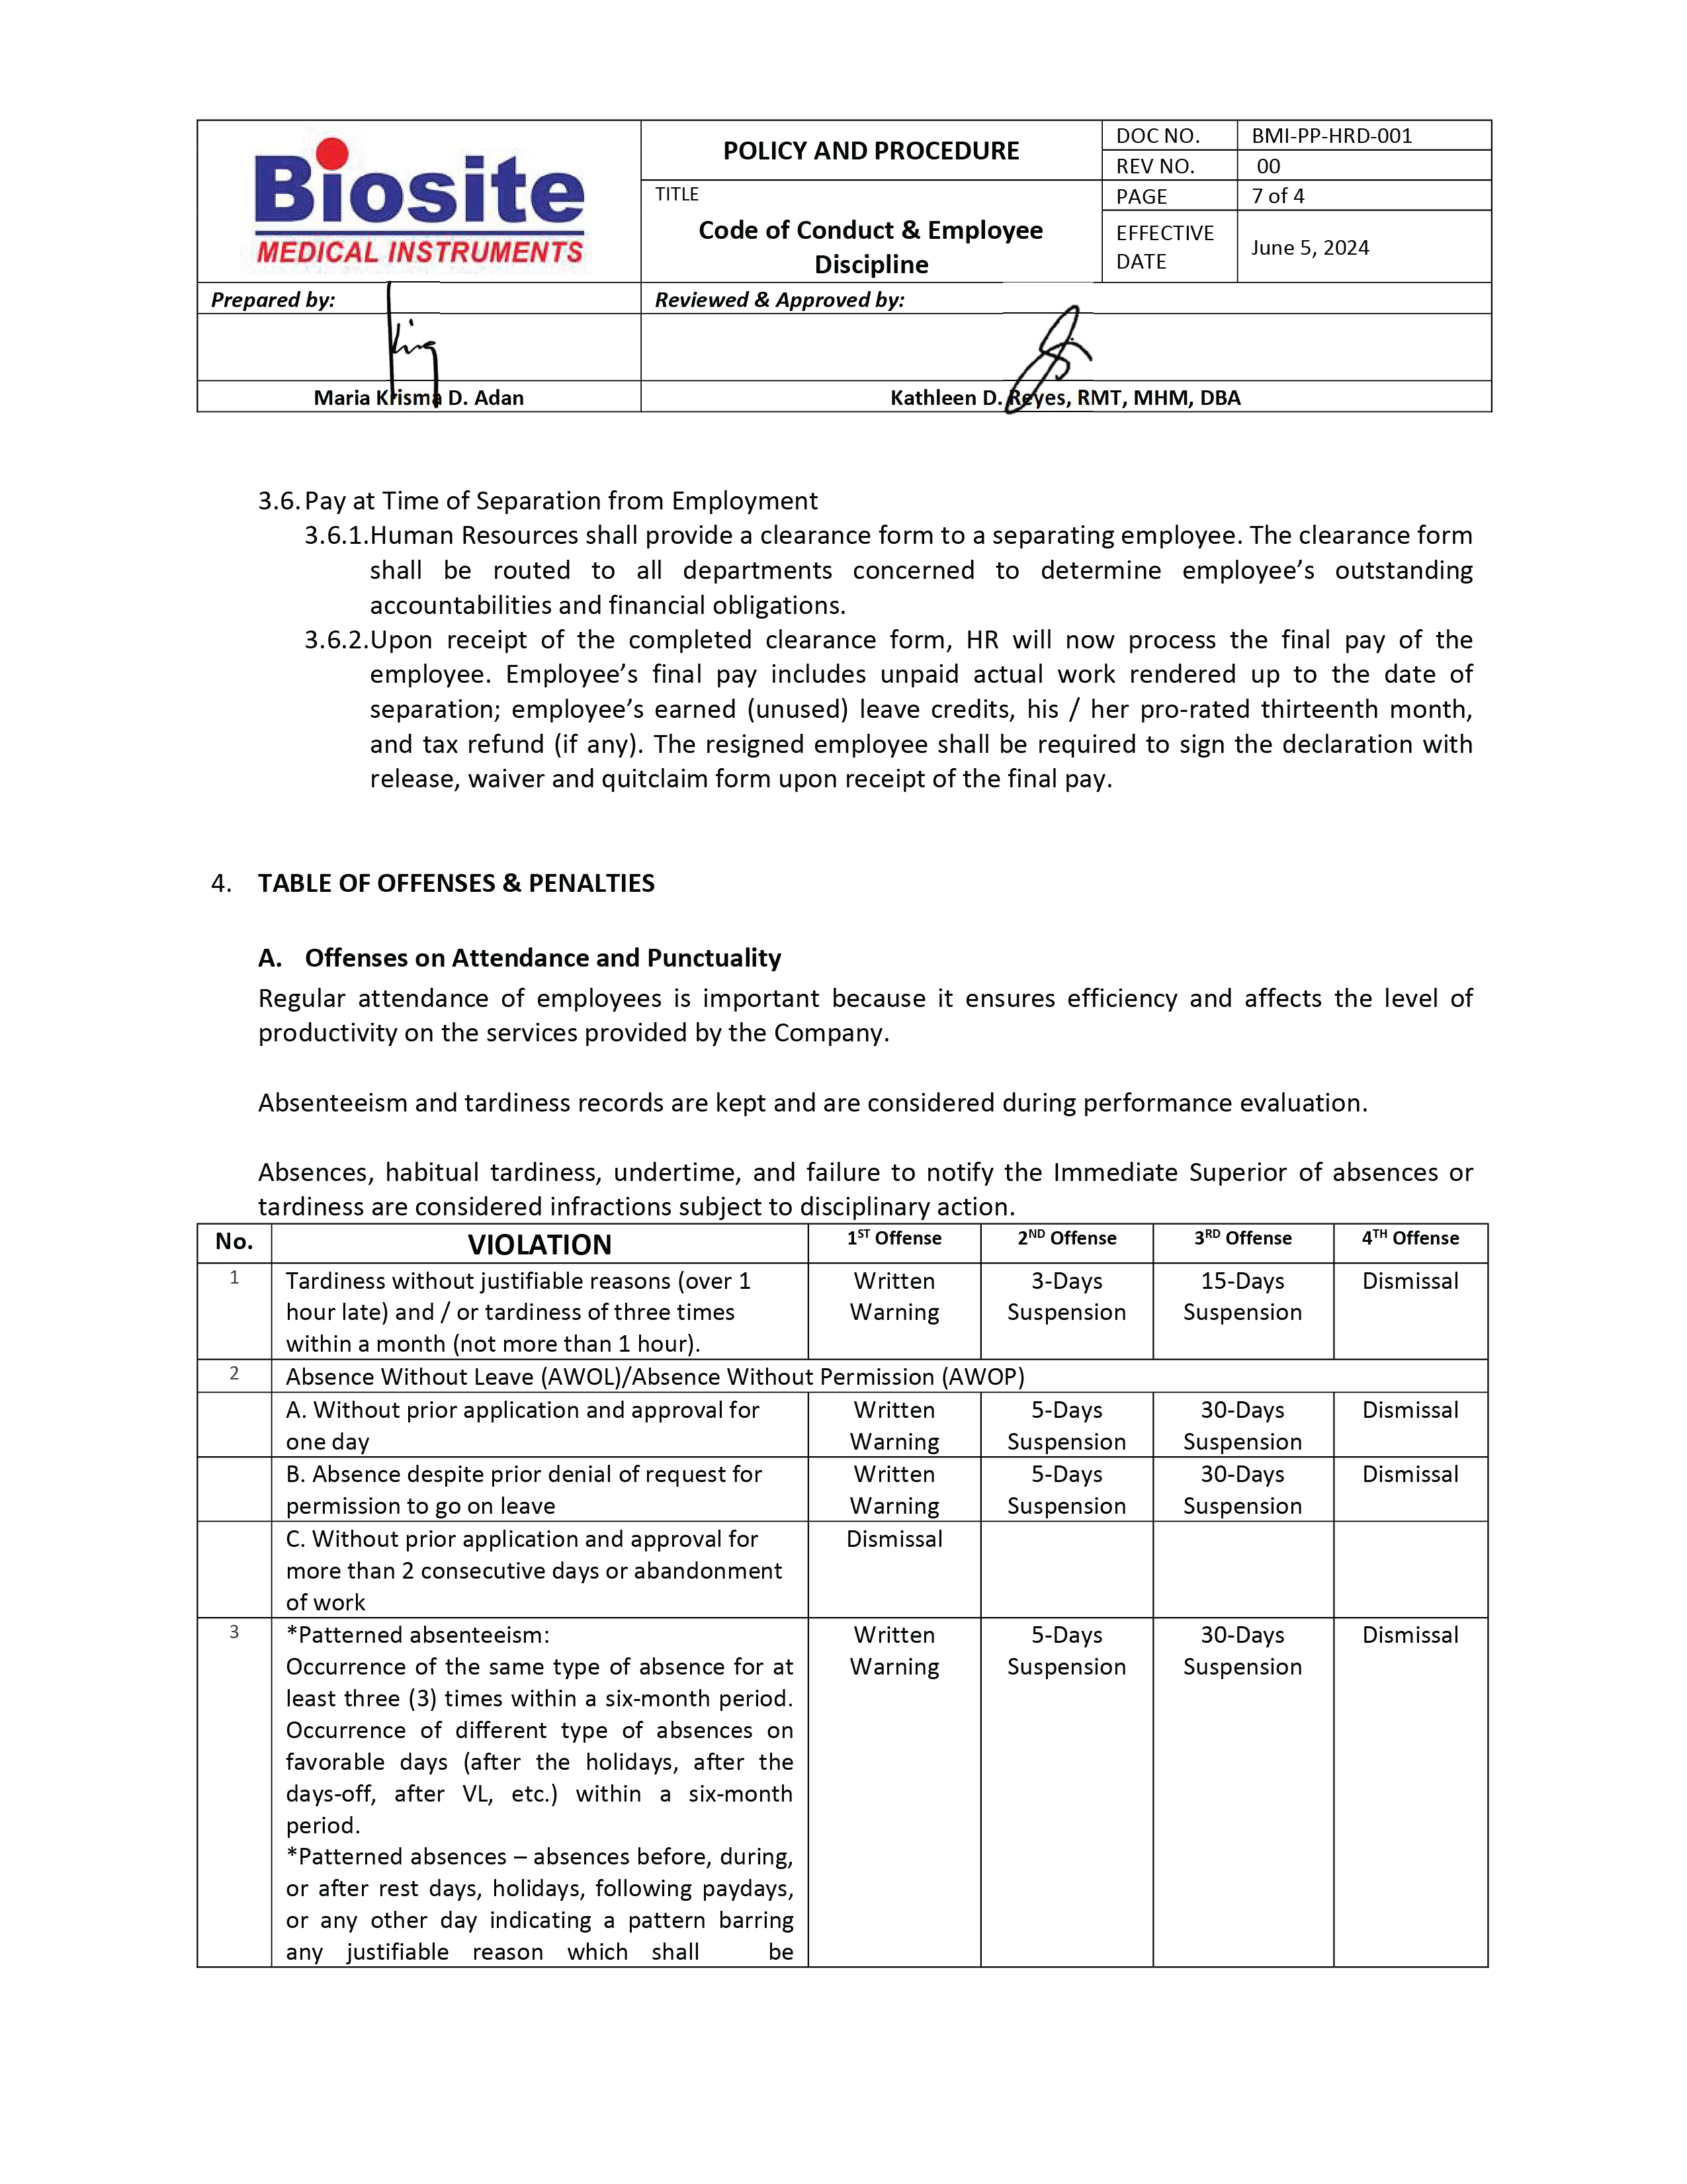 Biosite
MEDICAL INSTRUMENTS
POLICY AND PROCEDURE
DOC NO. BMI-PP-HRD-001
REV NO. 00
TITLE
Code of Conduct & Employee
Discipline
PAGE 7 of 4
EFFECTIVE
DATE
June 5, 2024
Prepared by:
Reviewed & Approved by:
Maria Krisma D. Adan
Kathleen D. Reyes, RMT, MHM, DBA
3.6. Pay at Time of Separation from Employment
3.6.1. Human Resources shall provide a clearance form to a separating employee. The clearance form
shall be routed to all departments concerned to determine employee’s outstanding
accountabilities and financial obligations.
3.6.2. Upon receipt of the completed clearance form, HR will now process the final pay of the
employee. Employee’s final pay includes unpaid actual work rendered up to the date of
separation; employee’s earned (unused) leave credits, his / her pro-rated thirteenth month,
and tax refund (if any). The resigned employee shall be required to sign the declaration with
release, waiver and quitclaim form upon receipt of the final pay.
4. TABLE OF OFFENSES & PENALTIES
A. Offenses on Attendance and Punctuality
Regular attendance of employees is important because it ensures efficiency and affects the level of
productivity on the services provided by the Company.
Absenteeism and tardiness records are kept and are considered during performance evaluation.
Absences, habitual tardiness, undertime, and failure to notify the Immediate Superior of absences or
tardiness are considered infractions subject to disciplinary action.
No. VIOLATION 1ST Offense 2ND Offense 3RD Offense 4TH Offense
1 Tardiness without justifiable reasons (over 1 Written 3-Days 15-Days Dismissal
hour late) and / or tardiness of three times Warning Suspension Suspension
within a month (not more than 1 hour).
2 Absence Without Leave (AWOL)/Absence Without Permission (AWOP)
A. Without prior application and approval for Written 5-Days 30-Days Dismissal
one day Warning Suspension Suspension
B. Absence despite prior denial of request for Written 5-Days 30-Days Dismissal
permission to go on leave Warning Suspension Suspension
C. Without prior application and approval for Dismissal
more than 2 consecutive days or abandonment
of work
3 *Patterned absenteeism: Written 5-Days 30-Days Dismissal
Occurrence of the same type of absence for at Warning Suspension Suspension
least three (3) times within a six-month period.
Occurrence of different type of absences on
favorable days (after the holidays, after the
days-off, after VL, etc.) within a six-month
period.
*Patterned absences – absences before, during,
or after rest days, holidays, following paydays,
or any other day indicating a pattern barring
any justifiable reason which shall be